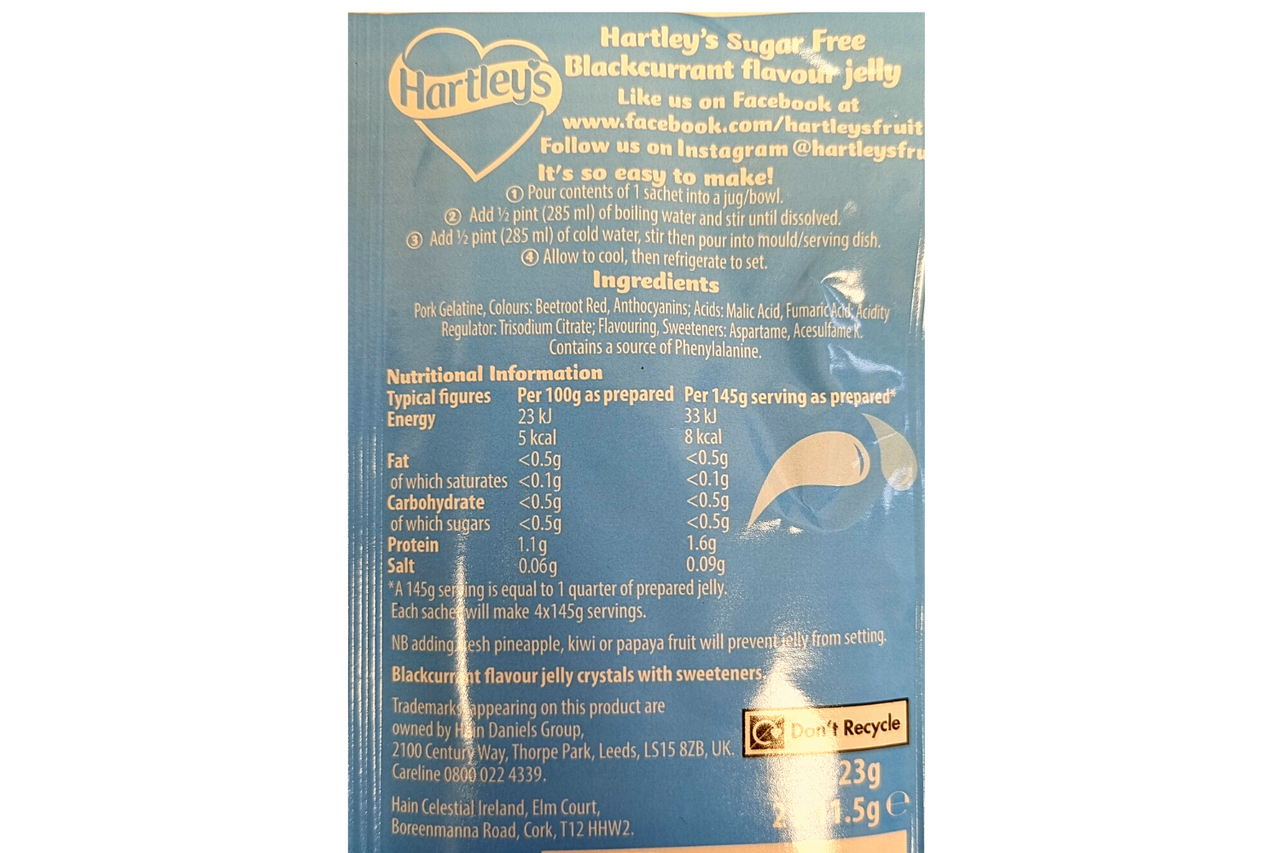 Hartley's
Hartley's Sugar Free
Blackcurrant flavour jelly
Like us on Facebook at
www.facebook.com/hartleysfruit
Follow us on Instagram @hartleysfru
It's so easy to make!
① Pour contents of 1 sachet into a jug/bowl.
② Add ½ pint (285 ml) of boiling water and stir until dissolved.
③ Add ½ pint (285 ml) of cold water, stir then pour into mould/serving dish.
④ Allow to cool, then refrigerate to set.
Ingredients
Pork Gelatine, Colours: Beetroot Red, Anthocyanins; Acids: Malic Acid, Fumaric Acid; Acidity
Regulator: Trisodium Citrate; Flavouring, Sweeteners: Aspartame, Acesulfame K.
Contains a source of Phenylalanine.
Nutritional Information
Typical figures Per 100g as prepared Per 145g serving as prepared*
Energy 23 kJ 33 kJ
5 kcal 8 kcal
Fat <0.5g <0.5g
of which saturates <0.1g <0.1g
Carbohydrate <0.5g <0.5g
of which sugars <0.5g <0.5g
Protein 1.1g 1.6g
Salt 0.06g 0.09g
*A 145g serving is equal to 1 quarter of prepared jelly.
Each sachet will make 4x145g servings.
NB adding fresh pineapple, kiwi or papaya fruit will prevent jelly from setting.
Blackcurrant flavour jelly crystals with sweeteners.
Trademarks appearing on this product are
owned by Hain Daniels Group,
2100 Century Way, Thorpe Park, Leeds, LS15 8ZB, UK.
Careline 0800 022 4339.
Don't Recycle
23g
℮
Hain Celestial Ireland, Elm Court,
Boreenmanna Road, Cork, T12 HHW2.